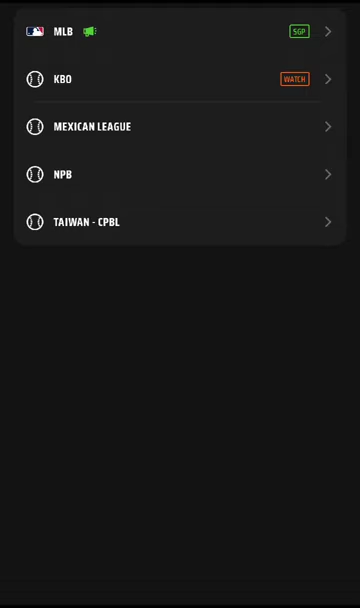 MLB SGP
KBO WATCH
MEXICAN LEAGUE
NPB
TAIWAN - CPBL